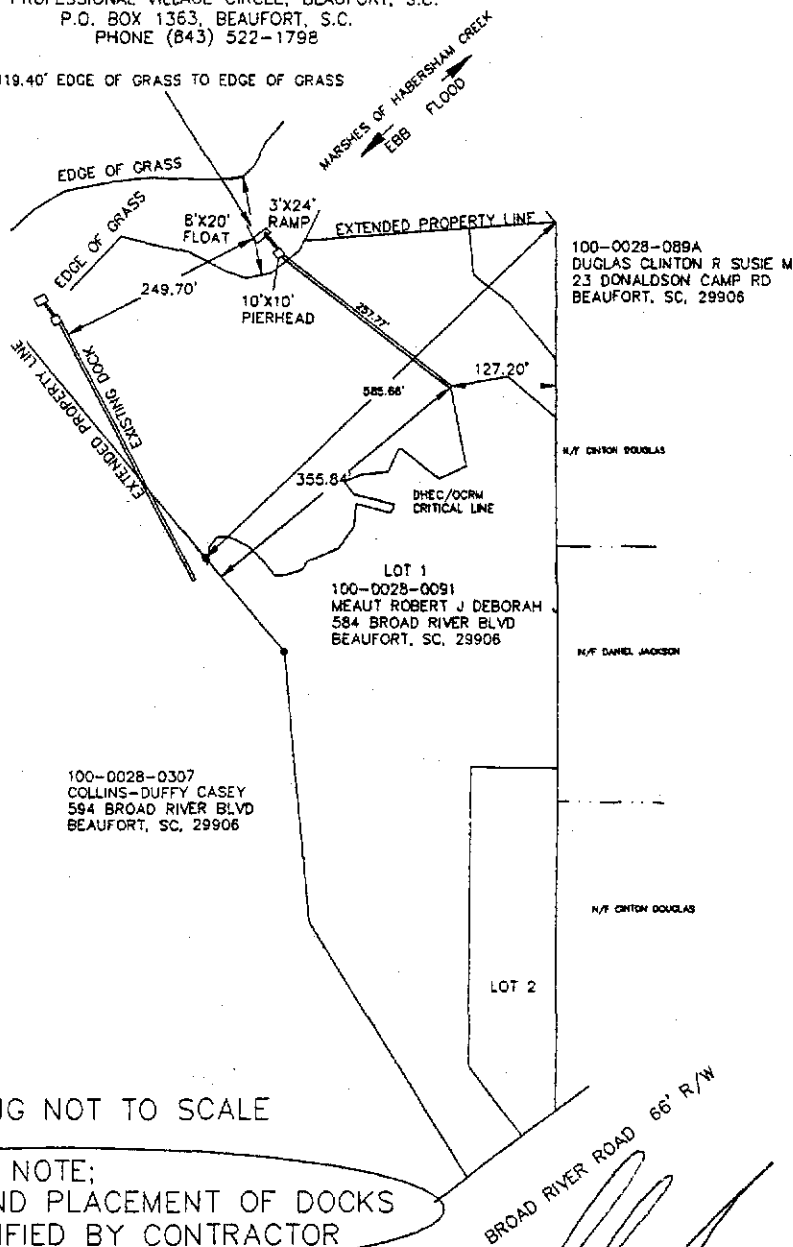 PROFESSIONAL VILLAGE CIRCLE, BEAUFORT, S.C.
P.O. BOX 1363, BEAUFORT, S.C.
PHONE (843) 522-1798
119.40' EDGE OF GRASS TO EDGE OF GRASS
MARSHES OF HABERSHAM CREEK
EBB FLOOD
EDGE OF GRASS
EDGE OF GRASS
8'X20'
FLOAT
3'X24'
RAMP
EXTENDED PROPERTY LINE
100-0028-089A
DUGLAS CLINTON R SUSIE M
23 DONALDSON CAMP RD
BEAUFORT, SC, 29906
249.70'
10'X10'
PIERHEAD
257.77'
EXTENDED PROPERTY LINE
EXISTING DOCK
585.66'
127.20'
355.84'
N/F CINTON DOUGLAS
DHEC/OCRM
CRITICAL LINE
LOT 1
100-0028-0091
MEAUT ROBERT J DEBORAH
584 BROAD RIVER BLVD
BEAUFORT, SC, 29906
N/F DANIEL JACKSON
100-0028-0307
COLLINS-DUFFY CASEY
594 BROAD RIVER BLVD
BEAUFORT, SC, 29906
N/F CINTON DOUGLAS
LOT 2
NG NOT TO SCALE
NOTE;
ND PLACEMENT OF DOCKS
IFIED BY CONTRACTOR
BROAD RIVER ROAD 66' R/W